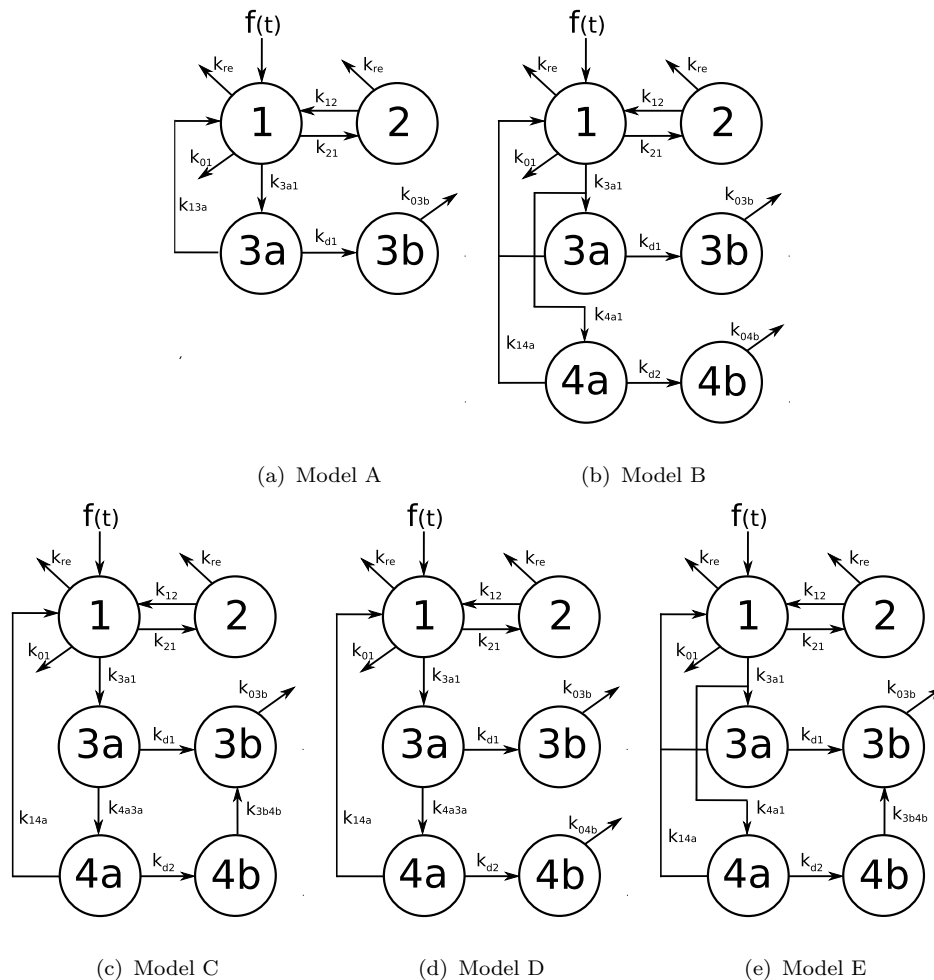 f(t) f(t)
k_re k_re k_re k_re
1 k_12 2 1 k_12 2
k_01 k_21 k_01 k_21
k_3a1 k_03b k_3a1 k_03b
k_13a 3a k_d1 3b 3a k_d1 3b
k_14a k_4a1 k_04b
4a k_d2 4b
(a) Model A (b) Model B
f(t) f(t) f(t)
k_re k_re k_re k_re k_re k_re
1 k_12 2 1 k_12 2 1 k_12 2
k_01 k_21 k_01 k_21 k_01 k_21
k_3a1 k_03b k_3a1 k_03b k_3a1 k_03b
3a k_d1 3b 3a k_d1 3b 3a k_d1 3b
k_14a k_4a3a k_3b4b k_14a k_4a3a k_04b k_14a k_4a1 k_3b4b
4a k_d2 4b 4a k_d2 4b 4a k_d2 4b
(c) Model C (d) Model D (e) Model E